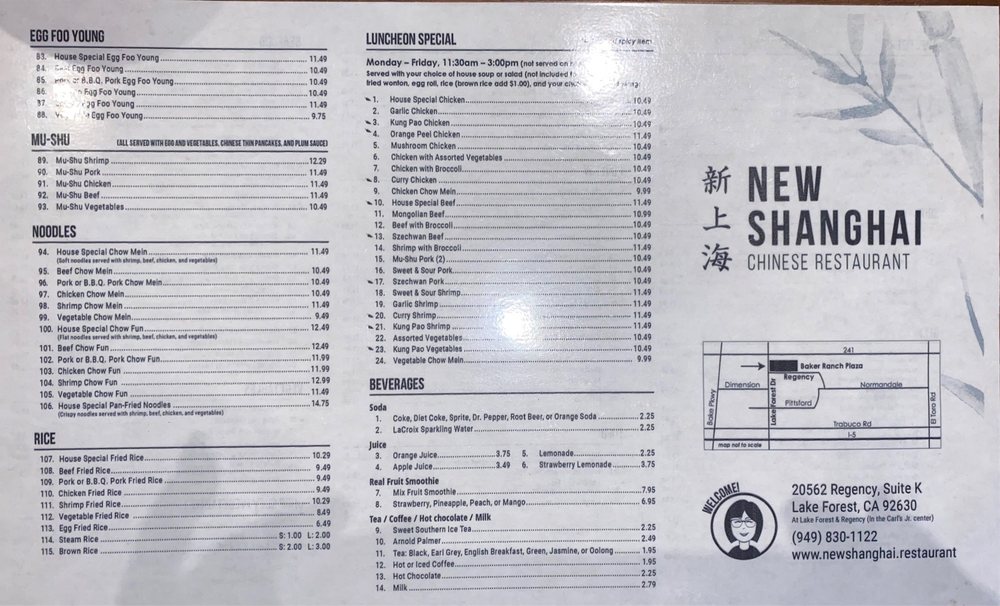 EGG FOO YOUNG
83. House Special Egg Foo Young 11.49
84. Egg Foo Young 10.49
85. or B.B.Q. Pork Egg Foo Young 10.49
86. Egg Foo Young 10.49
87. Egg Foo Young 11.49
88. Egg Foo Young 9.75
MU-SHU (ALL SERVED WITH EGG AND VEGETABLES, CHINESE THIN PANCAKES, AND PLUM SAUCE)
89. Mu-Shu Shrimp 12.29
90. Mu-Shu Pork 11.49
91. Mu-Shu Chicken 11.49
92. Mu-Shu Beef 11.49
93. Mu-Shu Vegetables 10.49
NOODLES
94. House Special Chow Mein 11.49
(Soft noodles served with shrimp, beef, chicken, and vegetables)
95. Beef Chow Mein 10.49
96. Pork or B.B.Q. Pork Chow Mein 10.49
97. Chicken Chow Mein 10.49
98. Shrimp Chow Mein 11.49
99. Vegetable Chow Mein 9.49
100. House Special Chow Fun 12.49
(Flat noodles served with shrimp, beef, chicken, and vegetables)
101. Beef Chow Fun 12.49
102. Pork or B.B.Q. Pork Chow Fun 11.99
103. Chicken Chow Fun 11.99
104. Shrimp Chow Fun 12.99
105. Vegetable Chow Fun 11.49
106. House Special Pan-Fried Noodles 14.75
(Crispy noodles served with shrimp, beef, chicken, and vegetables)
RICE
107. House Special Fried Rice 10.29
108. Beef Fried Rice 9.49
109. Pork or B.B.Q. Pork Fried Rice 9.49
110. Chicken Fried Rice 9.49
111. Shrimp Fried Rice 10.29
112. Vegetable Fried Rice 8.49
113. Egg Fried Rice 6.49
114. Steam Rice S: 1.00 L: 2.00
115. Brown Rice S: 2.00 L: 3.00
LUNCHEON SPECIAL spicy item
Monday – Friday, 11:30am – 3:00pm (not served on
Served with your choice of house soup or salad (not included
fried wonton, egg roll, rice (brown rice add $1.00), and your
1. House Special Chicken 10.49
2. Garlic Chicken 10.49
3. Kung Pao Chicken 10.49
4. Orange Peel Chicken 11.49
5. Mushroom Chicken 10.49
6. Chicken with Assorted Vegetables 10.49
7. Chicken with Broccoli 10.49
8. Curry Chicken 10.49
9. Chicken Chow Mein 9.99
10. House Special Beef 11.49
11. Mongolian Beef 10.99
12. Beef with Broccoli 10.49
13. Szechwan Beef 10.49
14. Shrimp with Broccoli 11.49
15. Mu-Shu Pork (2) 11.49
16. Sweet & Sour Pork 10.49
17. Szechwan Pork 10.49
18. Sweet & Sour Shrimp 11.49
19. Garlic Shrimp 11.49
20. Curry Shrimp 11.49
21. Kung Pao Shrimp 11.49
22. Assorted Vegetables 10.49
23. Kung Pao Vegetables 10.49
24. Vegetable Chow Mein 9.99
BEVERAGES
Soda
1. Coke, Diet Coke, Sprite, Dr. Pepper, Root Beer, or Orange Soda 2.25
2. LaCroix Sparkling Water 2.25
Juice
3. Orange Juice 3.75 5. Lemonade 2.25
4. Apple Juice 3.49 6. Strawberry Lemonade 3.75
Real Fruit Smoothie
7. Mix Fruit Smoothie 7.95
8. Strawberry, Pineapple, Peach, or Mango 6.95
Tea / Coffee / Hot chocolate / Milk
9. Sweet Southern Ice Tea 2.25
10. Arnold Palmer 2.49
11. Tea: Black, Earl Grey, English Breakfast, Green, Jasmine, or Oolong 1.95
12. Hot or Iced Coffee 1.95
13. Hot Chocolate 2.25
14. Milk 2.79
新上海
NEW
SHANGHAI
CHINESE RESTAURANT
241
Baker Ranch Plaza
Regency
Dimension
Normandale
Pittsford
Bake Pkwy
Lake Forest Dr
El Toro Rd
Trabuco Rd
I-5
map not to scale
WELCOME!
20562 Regency, Suite K
Lake Forest, CA 92630
At Lake Forest & Regency (in the Carl's Jr. center)
(949) 830-1122
www.newshanghai.restaurant